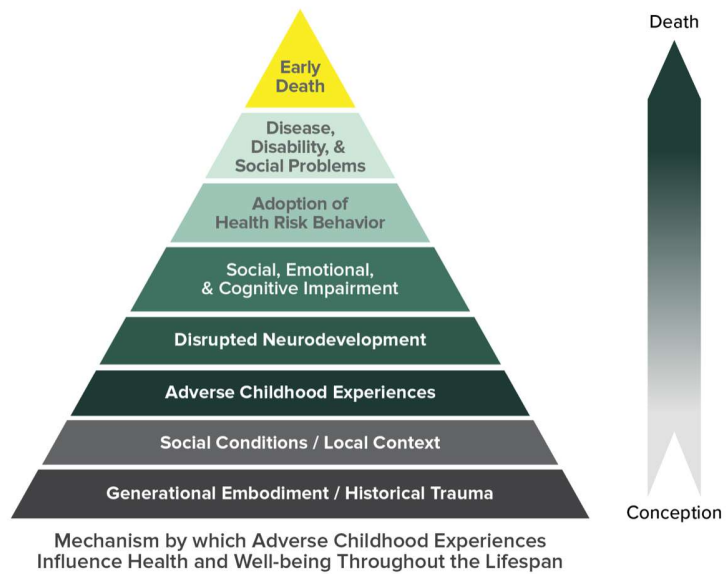 Death
Early
Death
Disease,
Disability, &
Social Problems
Adoption of
Health Risk Behavior
Social, Emotional,
& Cognitive Impairment
Disrupted Neurodevelopment
Adverse Childhood Experiences
Social Conditions / Local Context
Generational Embodiment / Historical Trauma
Conception
Mechanism by which Adverse Childhood Experiences
Influence Health and Well-being Throughout the Lifespan